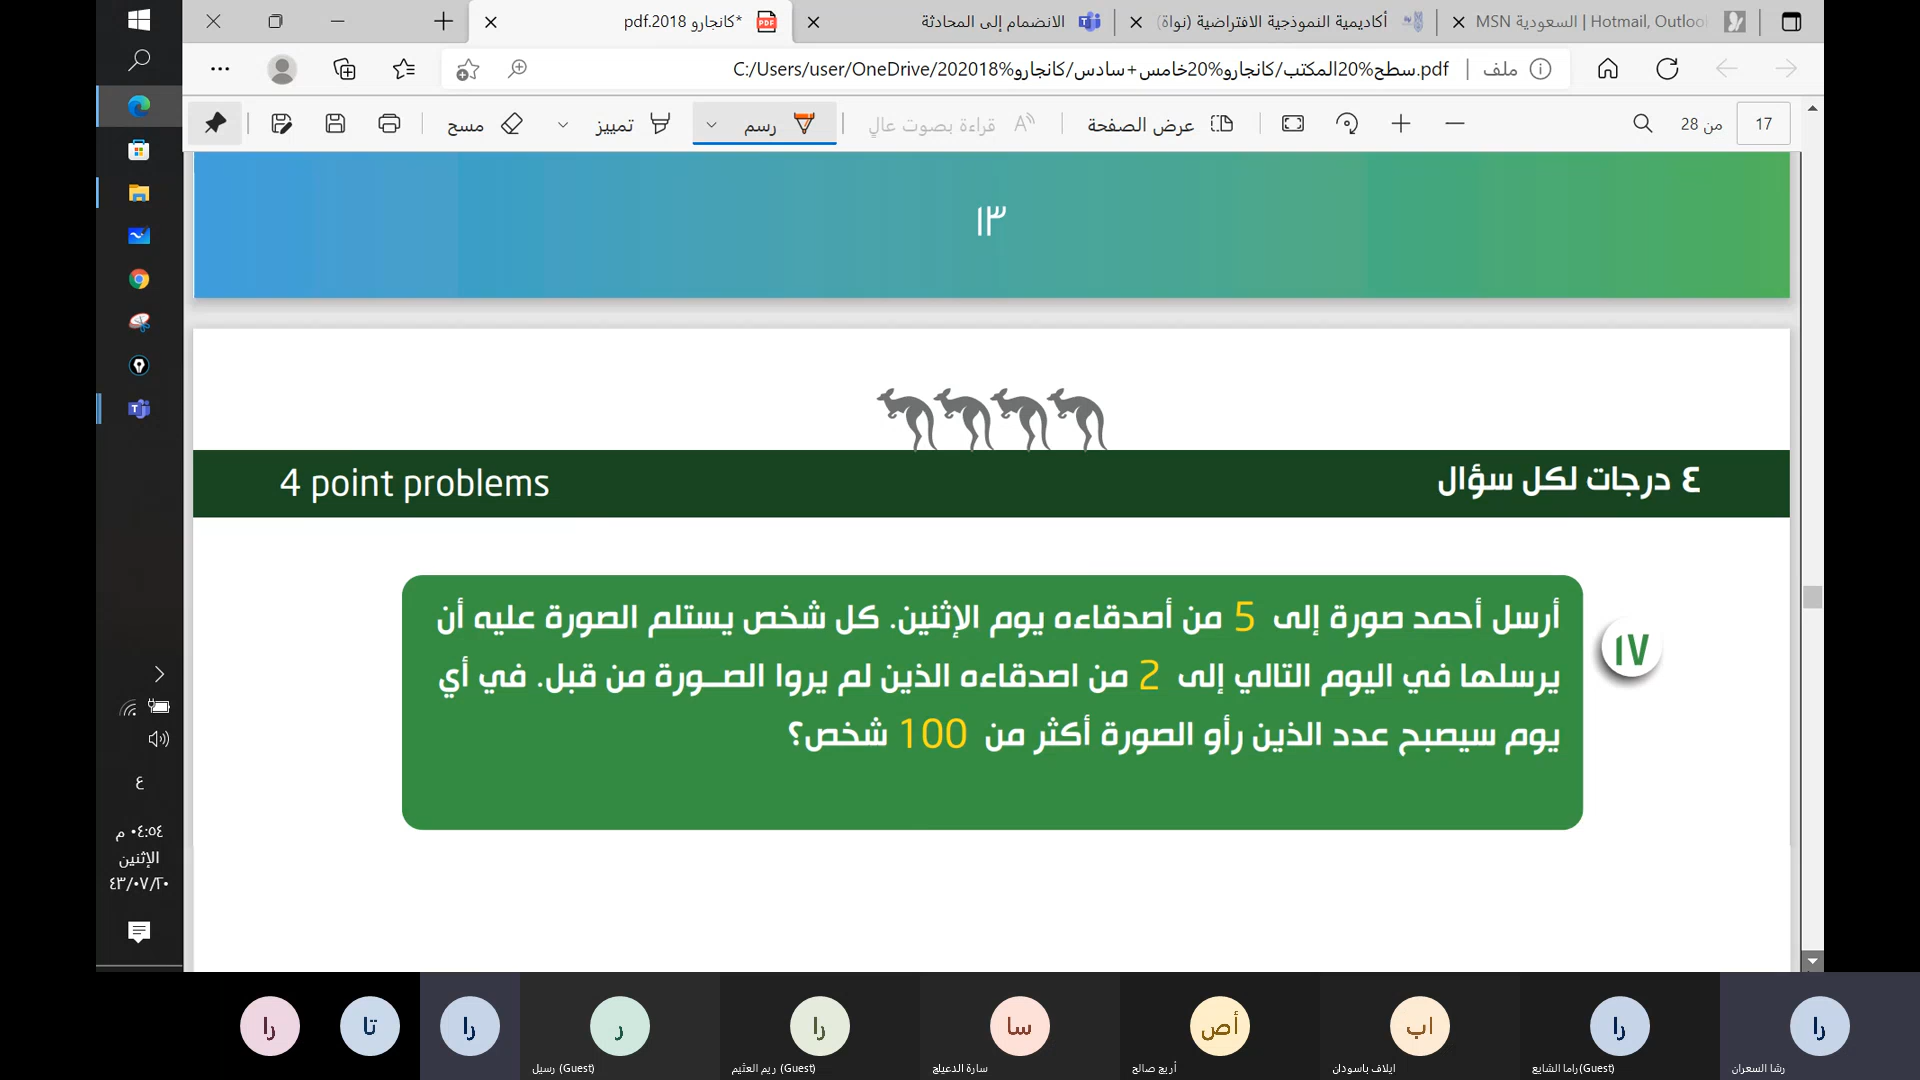 السعودية MSN | Hotmail, Outloo
أكاديمية النموذجية الافتراضية (نواة)
الانضمام إلى المحادثة
*كانجارو 2018.pdf
ملف
C:/Users/user/OneDrive/سطح%20المكتب/كانجارو%20خامس+سادس/كانجارو%202018.pdf
17
من 28
عرض الصفحة
قراءة بصوت عالٍ
رسم
تمييز
مسح
١٣
٤ درجات لكل سؤال
4 point problems
١٧
أرسل أحمد صورة إلى 5 من أصدقاءه يوم الإثنين. كل شخص يستلم الصورة عليه أن
يرسلها في اليوم التالي إلى 2 من اصدقاءه الذين لم يروا الصـورة من قبل. في أي
يوم سيصبح عدد الذين رأو الصورة أكثر من 100 شخص؟
ع
٠٤:٥٤ م
الإثنين
٤٣/٠٧/٢٠
را
تا
را
ر
را
سا
أص
اب
را
را
رسيل (Guest)
ريم العثيم (Guest)
سارة الدعيلج
أريج صالح
ايلاف باسودان
راما الشايع(Guest)
رشا السعران